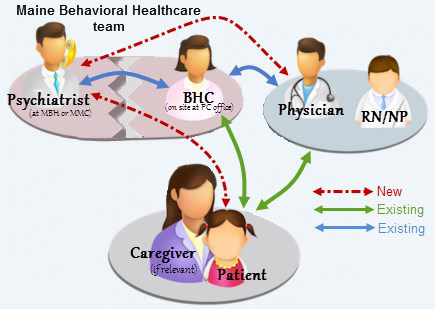 Maine Behavioral Healthcare
team
Psychiatrist
(at MBH or MMC)
BHC
(on site at PC office)
Physician
RN/NP
Caregiver
(if relevant)
Patient
New
Existing
Existing